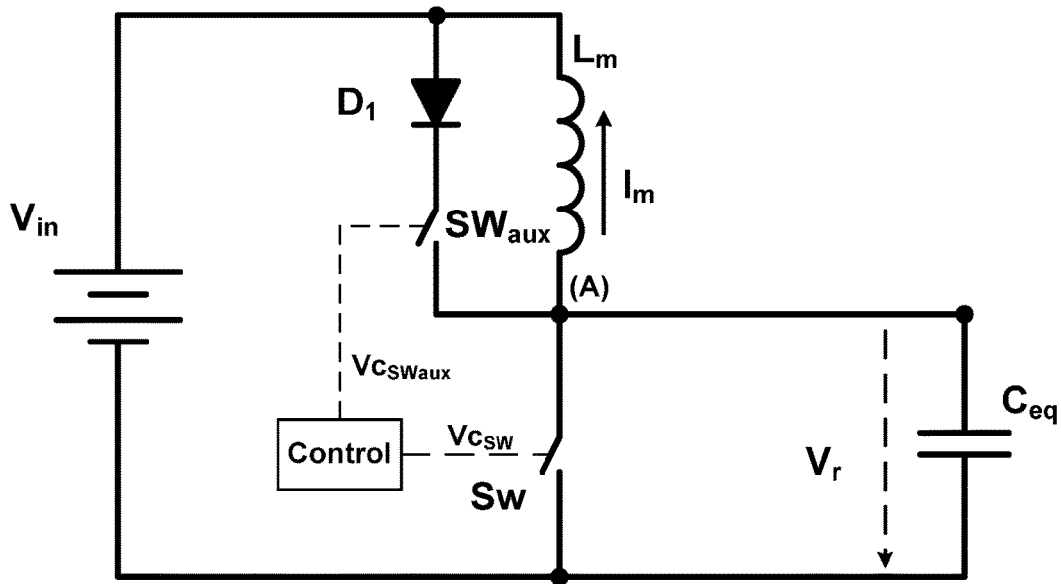 Lm
D1
Im
Vin
SWaux
(A)
VcSWaux
Ceq
Control
VcSW
Vr
Sw